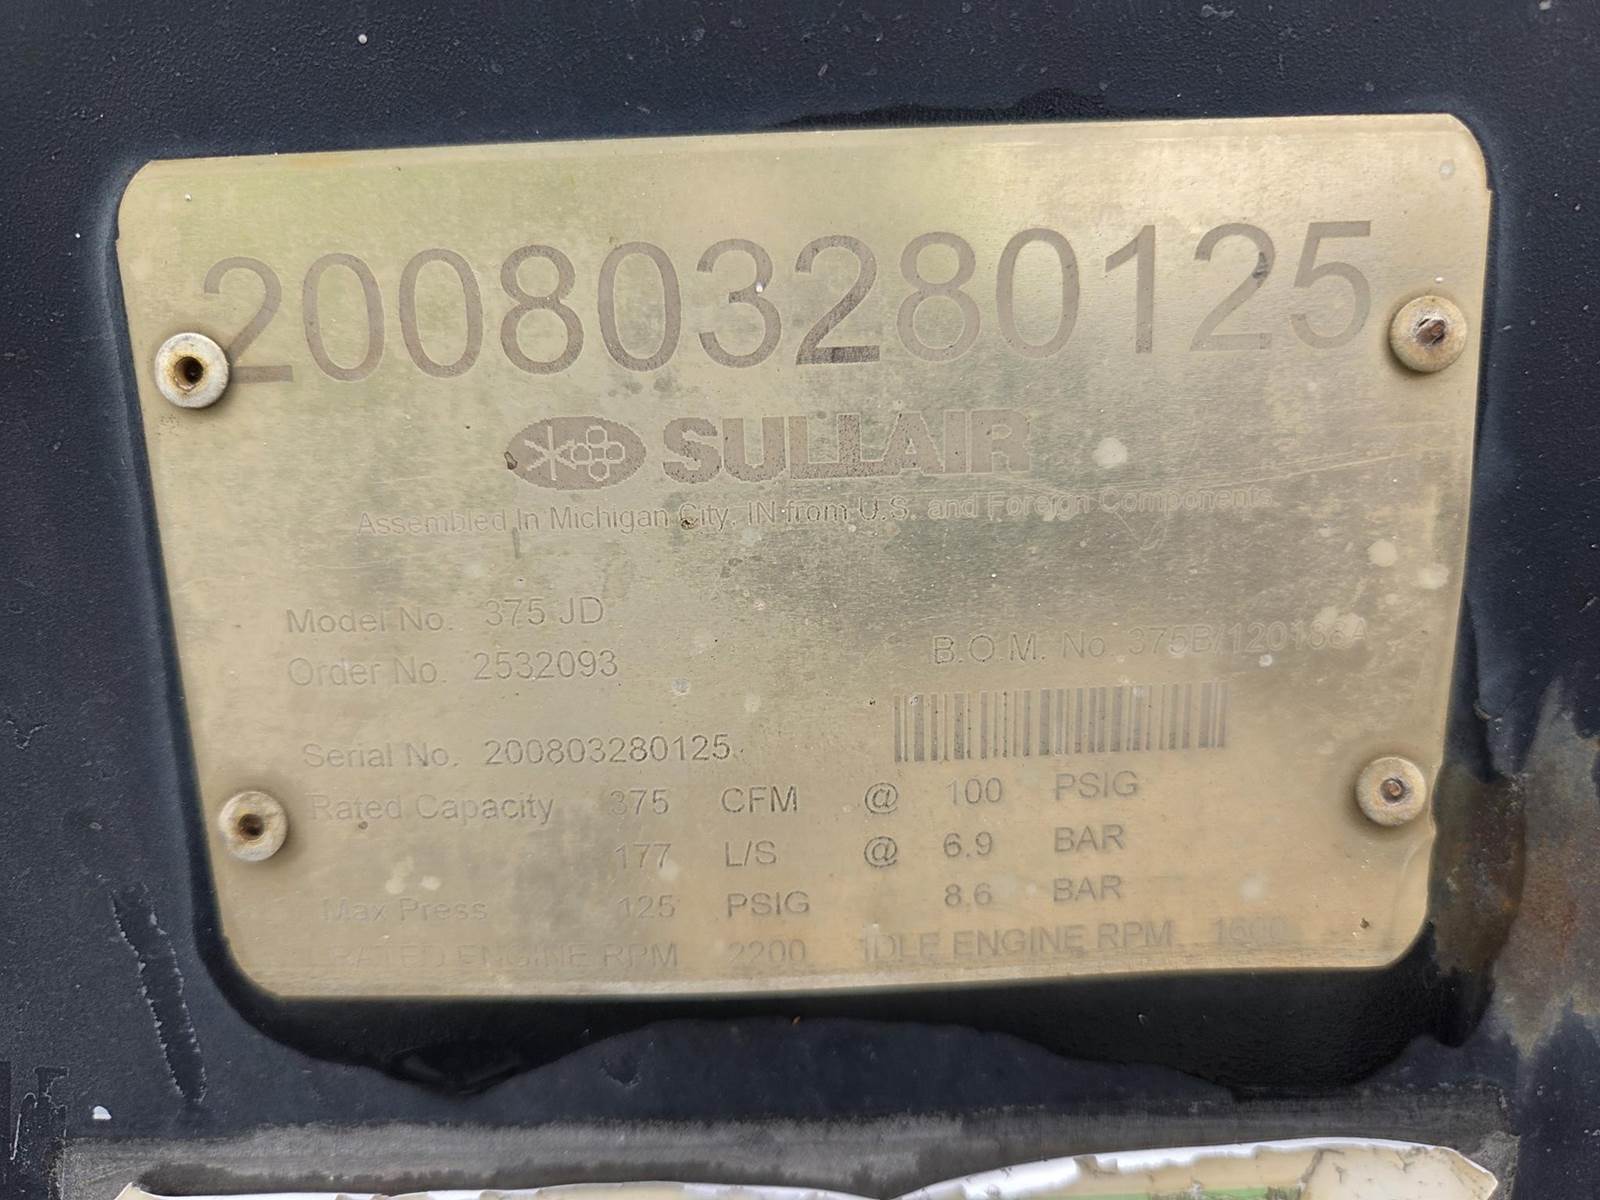 200803280125
SULLAIR
Assembled In Michigan City, IN from U.S. and Foreign Components
Model No. 375 JD
Order No. 2532093
B.O.M. No. 375B/120166A
Serial No. 200803280125
Rated Capacity 375 CFM @ 100 PSIG
177 L/S @ 6.9 BAR
Max Press 125 PSIG 8.6 BAR
RATED ENGINE RPM 2200 IDLE ENGINE RPM